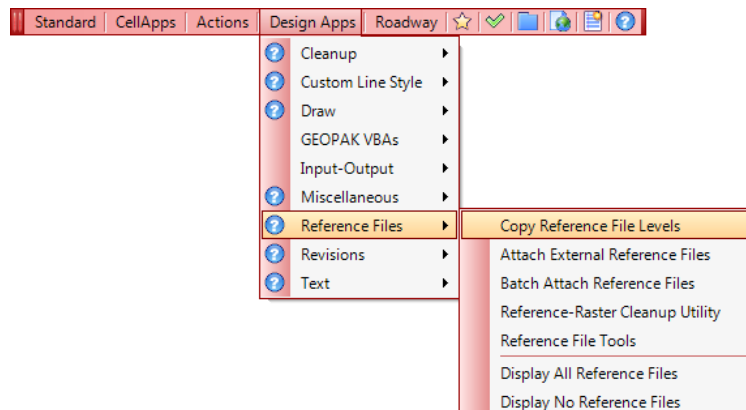 Standard CellApps Actions Design Apps Roadway
Cleanup
Custom Line Style
Draw
GEOPAK VBAs
Input-Output
Miscellaneous
Reference Files
Revisions
Text
Copy Reference File Levels
Attach External Reference Files
Batch Attach Reference Files
Reference-Raster Cleanup Utility
Reference File Tools
Display All Reference Files
Display No Reference Files